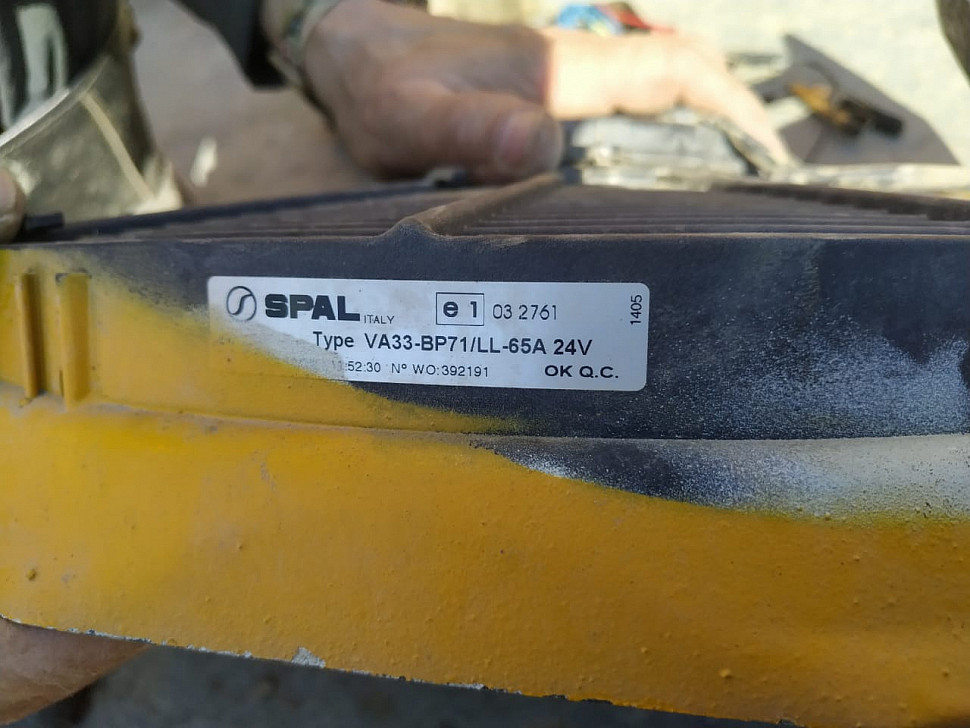 SPAL ITALY e 1 03 2761
1405
Type VA33-BP71/LL-65A 24V
:52:30 N° WO:392191 OK Q.C.